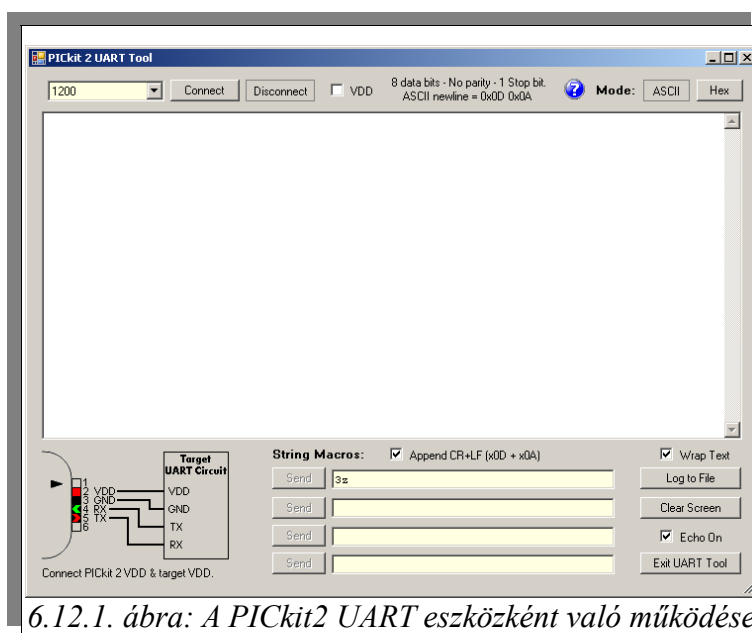 PICkit 2 UART Tool
1200 Connect Disconnect VDD 8 data bits - No parity - 1 Stop bit. Mode: ASCII Hex
ASCII newline = 0x0D 0x0A
String Macros: Append CR+LF (x0D + x0A) Wrap Text
Send 3z Log to File
Send Clear Screen
Send Echo On
Send Exit UART Tool
Target
UART Circuit
1
2 VDD VDD
3 GND GND
4 RX TX
5 TX RX
6
Connect PICkit 2 VDD & target VDD.
6.12.1. ábra: A PICkit2 UART eszközként való működése